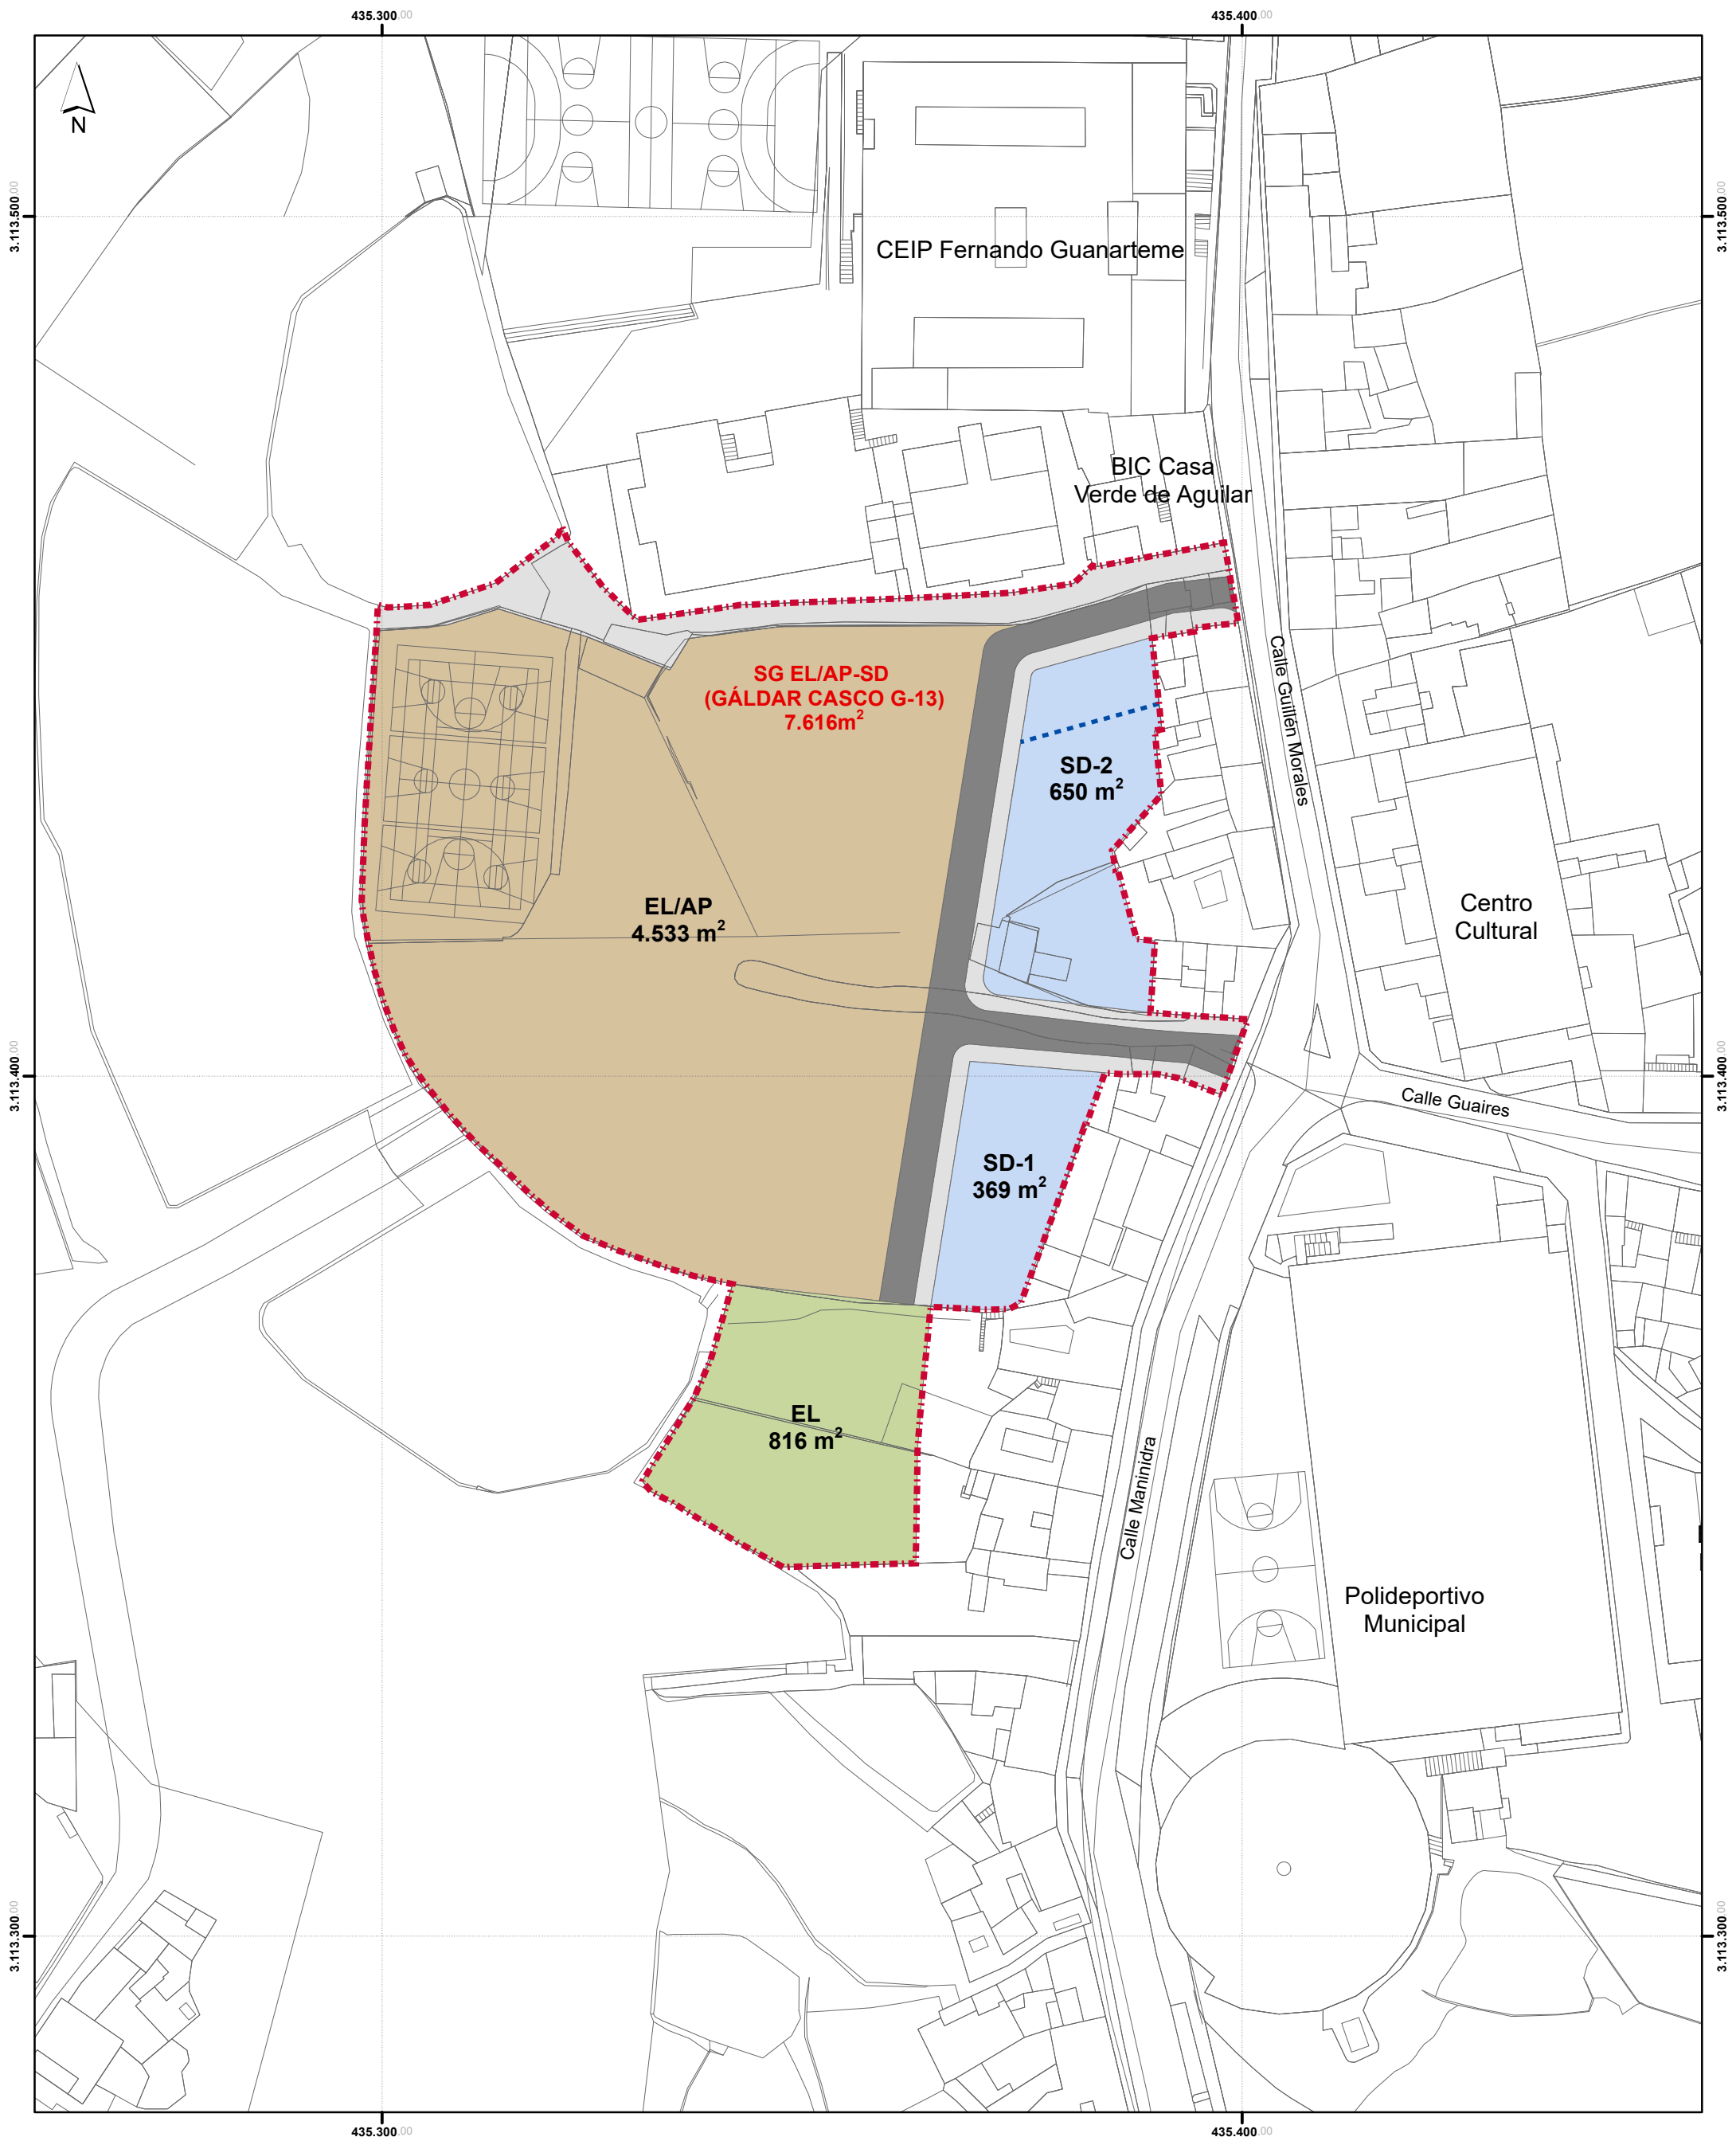 435.300.00
435.400.00
N
3.113.500.00
3.113.500.00
CEIP Fernando Guanarteme
BIC Casa
Verde de Aguilar
SG EL/AP-SD
(GÁLDAR CASCO G-13)
7.616m²
Calle Guillén Morales
SD-2
650 m²
EL/AP
4.533 m²
Centro
Cultural
3.113.400.00
3.113.400.00
Calle Guaires
SD-1
369 m²
EL
816 m²
Calle Maninidra
Polideportivo
Municipal
3.113.300.00
3.113.300.00
435.300.00
435.400.00